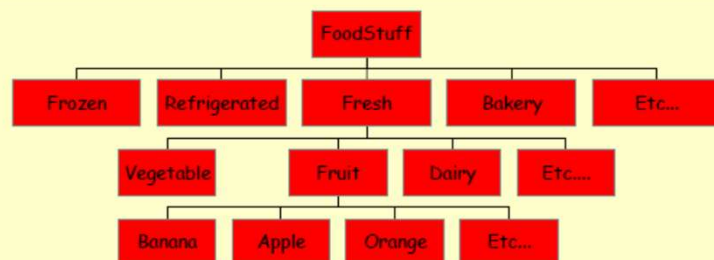 FoodStuff
Frozen Refrigerated Fresh Bakery Etc...
Vegetable Fruit Dairy Etc....
Banana Apple Orange Etc...